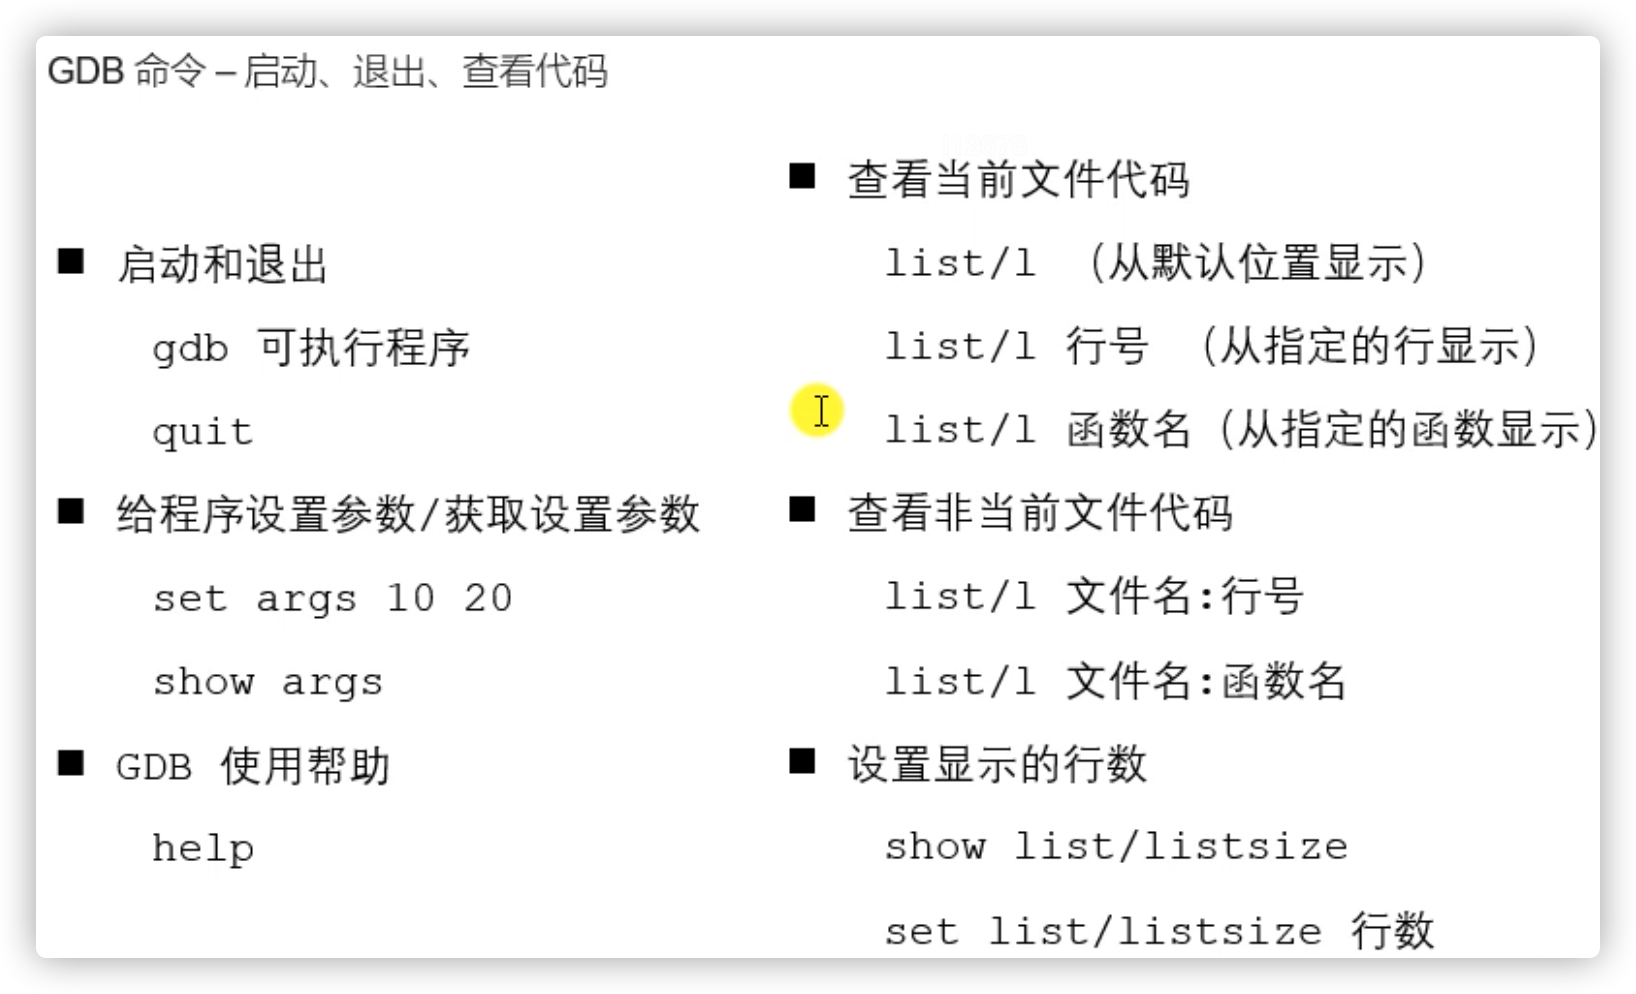 GDB 命令 – 启动、退出、查看代码
■ 启动和退出
gdb 可执行程序
quit
■ 给程序设置参数/获取设置参数
set args 10 20
show args
■ GDB 使用帮助
help
■ 查看当前文件代码
list/l （从默认位置显示）
list/l 行号 （从指定的行显示）
list/l 函数名（从指定的函数显示）
■ 查看非当前文件代码
list/l 文件名:行号
list/l 文件名:函数名
■ 设置显示的行数
show list/listsize
set list/listsize 行数